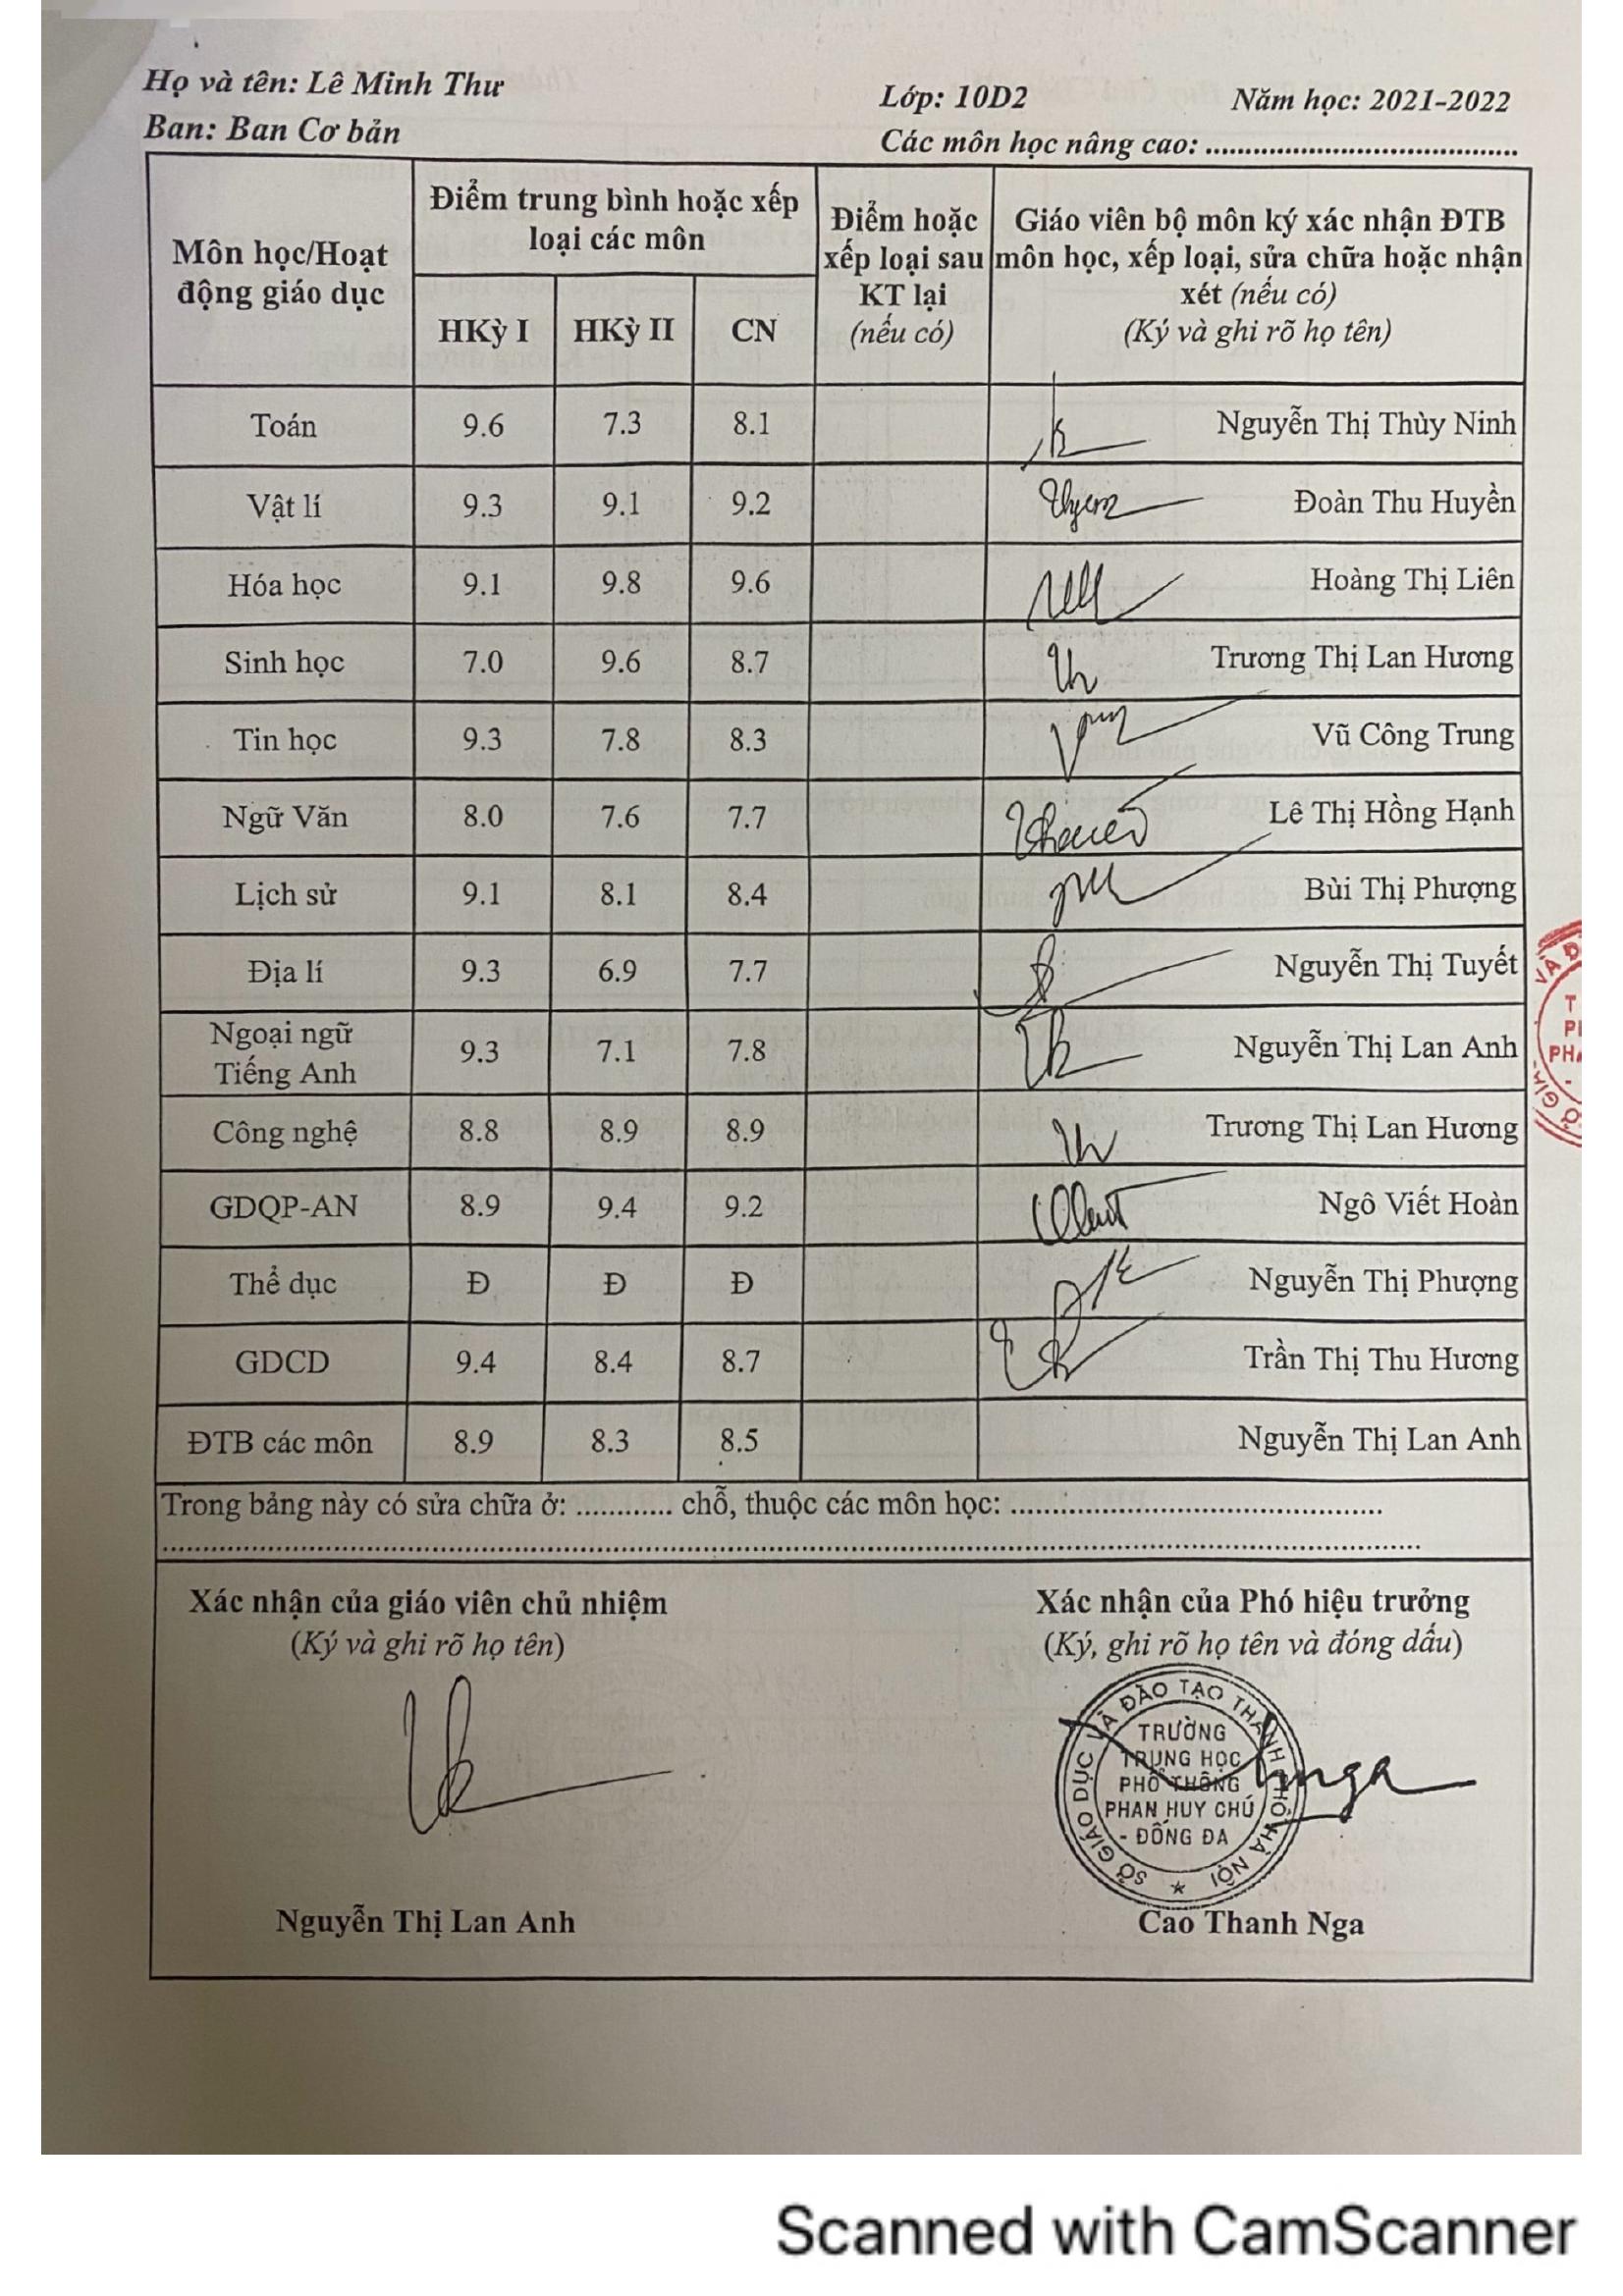 Họ và tên: Lê Minh Thư
Lớp: 10D2 Năm học: 2021-2022
Ban: Ban Cơ bản
Các môn học nâng cao: ......................................
Môn học/Hoạt động giáo dục
Điểm trung bình hoặc xếp loại các môn
Điểm hoặc xếp loại sau KT lại (nếu có)
Giáo viên bộ môn ký xác nhận ĐTB môn học, xếp loại, sửa chữa hoặc nhận xét (nếu có) (Ký và ghi rõ họ tên)
HKỳ I HKỳ II CN
Toán 9.6 7.3 8.1 Nguyễn Thị Thùy Ninh
Vật lí 9.3 9.1 9.2 Đoàn Thu Huyền
Hóa học 9.1 9.8 9.6 Hoàng Thị Liên
Sinh học 7.0 9.6 8.7 Trương Thị Lan Hương
Tin học 9.3 7.8 8.3 Vũ Công Trung
Ngữ Văn 8.0 7.6 7.7 Lê Thị Hồng Hạnh
Lịch sử 9.1 8.1 8.4 Bùi Thị Phượng
Địa lí 9.3 6.9 7.7 Nguyễn Thị Tuyết
Ngoại ngữ Tiếng Anh 9.3 7.1 7.8 Nguyễn Thị Lan Anh
Công nghệ 8.8 8.9 8.9 Trương Thị Lan Hương
GDQP-AN 8.9 9.4 9.2 Ngô Viết Hoàn
Thể dục Đ Đ Đ Nguyễn Thị Phượng
GDCD 9.4 8.4 8.7 Trần Thị Thu Hương
ĐTB các môn 8.9 8.3 8.5 Nguyễn Thị Lan Anh
Trong bảng này có sửa chữa ở: ............ chỗ, thuộc các môn học: ..............................................
Xác nhận của giáo viên chủ nhiệm
(Ký và ghi rõ họ tên)
Nguyễn Thị Lan Anh
Xác nhận của Phó hiệu trưởng
(Ký, ghi rõ họ tên và đóng dấu)
SỞ GIÁO DỤC VÀ ĐÀO TẠO THÀNH PHỐ HÀ NỘI
TRƯỜNG
TRUNG HỌC
PHỔ THÔNG
PHAN HUY CHÚ
- ĐỐNG ĐA
Nga
Cao Thanh Nga
Scanned with CamScanner